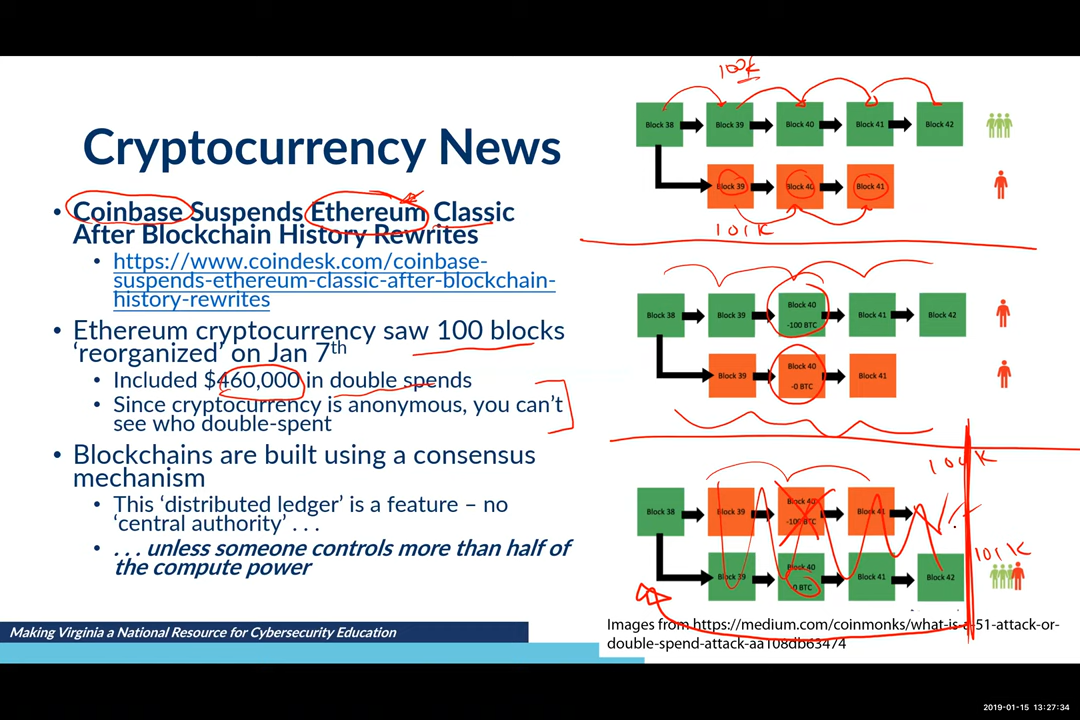 Cryptocurrency News
• Coinbase Suspends Ethereum Classic
After Blockchain History Rewrites
• https://www.coindesk.com/coinbase-
suspends-ethereum-classic-after-blockchain-
history-rewrites
• Ethereum cryptocurrency saw 100 blocks
‘reorganized’ on Jan 7th
• Included $460,000 in double spends
• Since cryptocurrency is anonymous, you can’t
see who double-spent
• Blockchains are built using a consensus
mechanism
• This ‘distributed ledger’ is a feature – no
‘central authority’ . . .
• . . . unless someone controls more than half of
the compute power
Making Virginia a National Resource for Cybersecurity Education
100K
Block 38
Block 39
Block 40
Block 41
Block 42
Block 39
Block 40
Block 41
101K
Block 38
Block 39
Block 40
-100 BTC
Block 41
Block 42
Block 39
Block 40
-0 BTC
Block 41
Block 38
Block 39
Block 40
-100 BTC
Block 41
Block 39
Block 40
0 BTC
Block 41
Block 42
101K
Images from https://medium.com/coinmonks/what-is-a-51-attack-or-
double-spend-attack-aa108db63474
2019-01-15 13:27:34